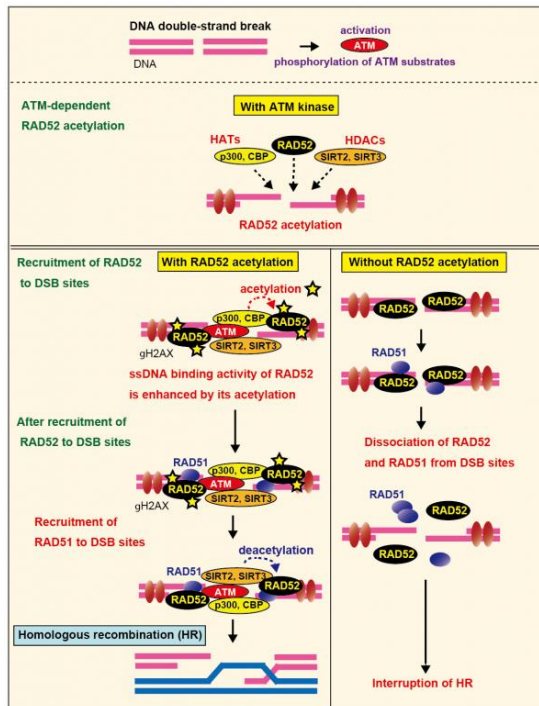 DNA double-strand break
DNA
activation
ATM
phosphorylation of ATM substrates
ATM-dependent
RAD52 acetylation
With ATM kinase
HATs
RAD52
HDACs
p300, CBP
SIRT2, SIRT3
RAD52 acetylation
Recruitment of RAD52
to DSB sites
With RAD52 acetylation
acetylation
p300, CBP
RAD52
ATM
RAD52
SIRT2, SIRT3
gH2AX
ssDNA binding activity of RAD52
is enhanced by its acetylation
After recruitment of
RAD52 to DSB sites
RAD51
p300, CBP
RAD52
ATM
RAD52
SIRT2, SIRT3
gH2AX
Recruitment of
RAD51 to DSB sites
deacetylation
RAD51
SIRT2, SIRT3
RAD52
ATM
RAD52
p300, CBP
Homologous recombination (HR)
Without RAD52 acetylation
RAD52
RAD52
RAD51
RAD52
RAD52
Dissociation of RAD52
and RAD51 from DSB sites
RAD51
RAD52
RAD52
Interruption of HR